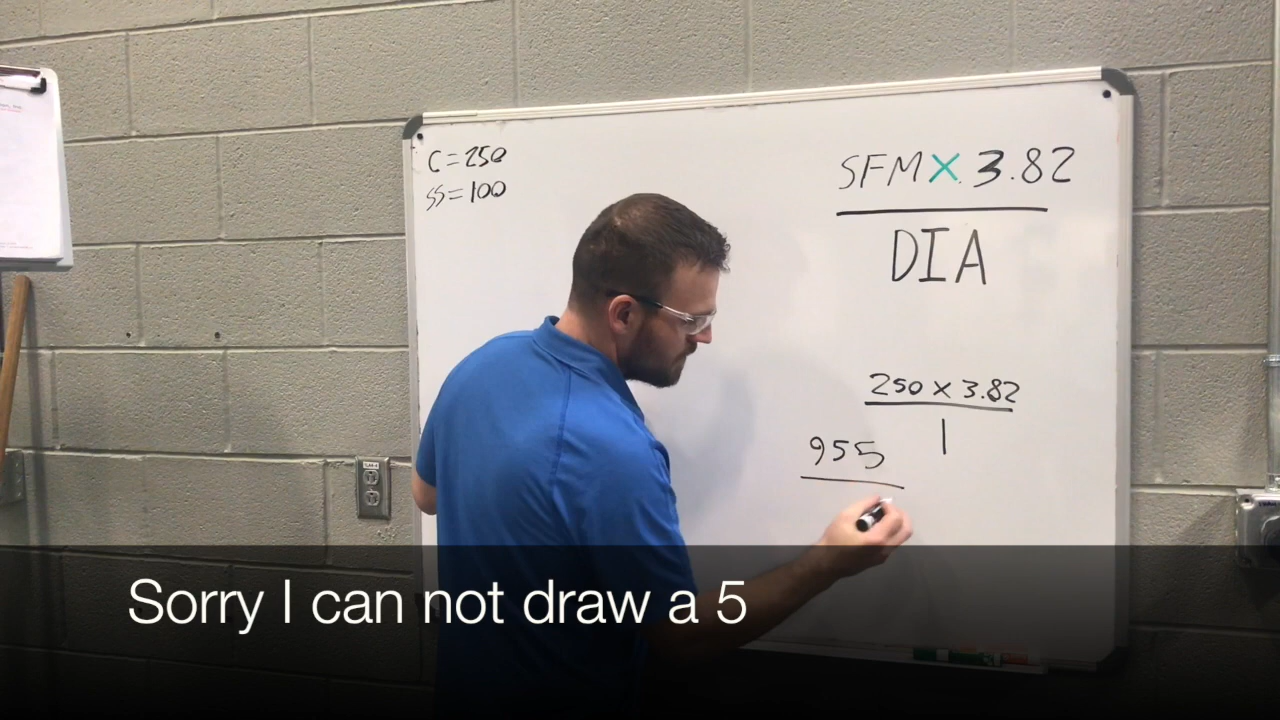 C=250
SS=100
SFM X 3.82
DIA
250 x 3.82
1
955
Sorry I can not draw a 5